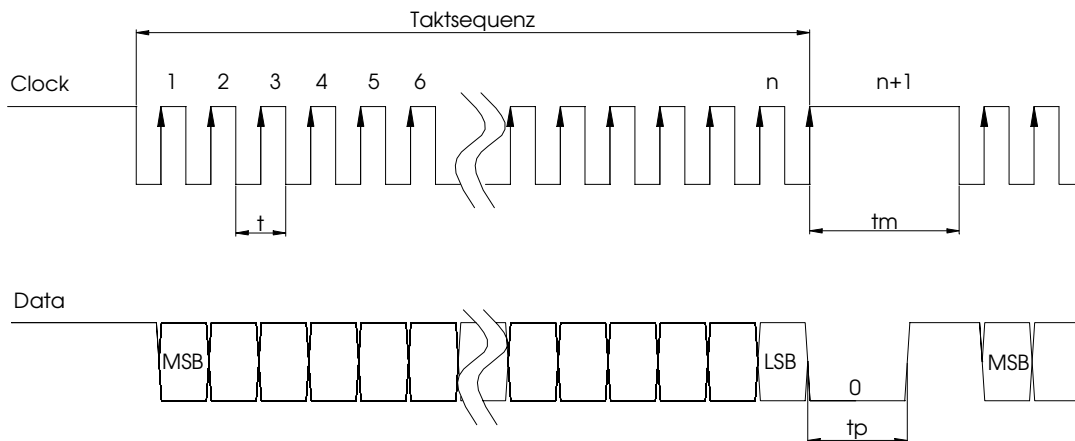 Taktsequenz
Clock
1 2 3 4 5 6 n n+1
t
tm
Data
MSB LSB MSB
0
tp